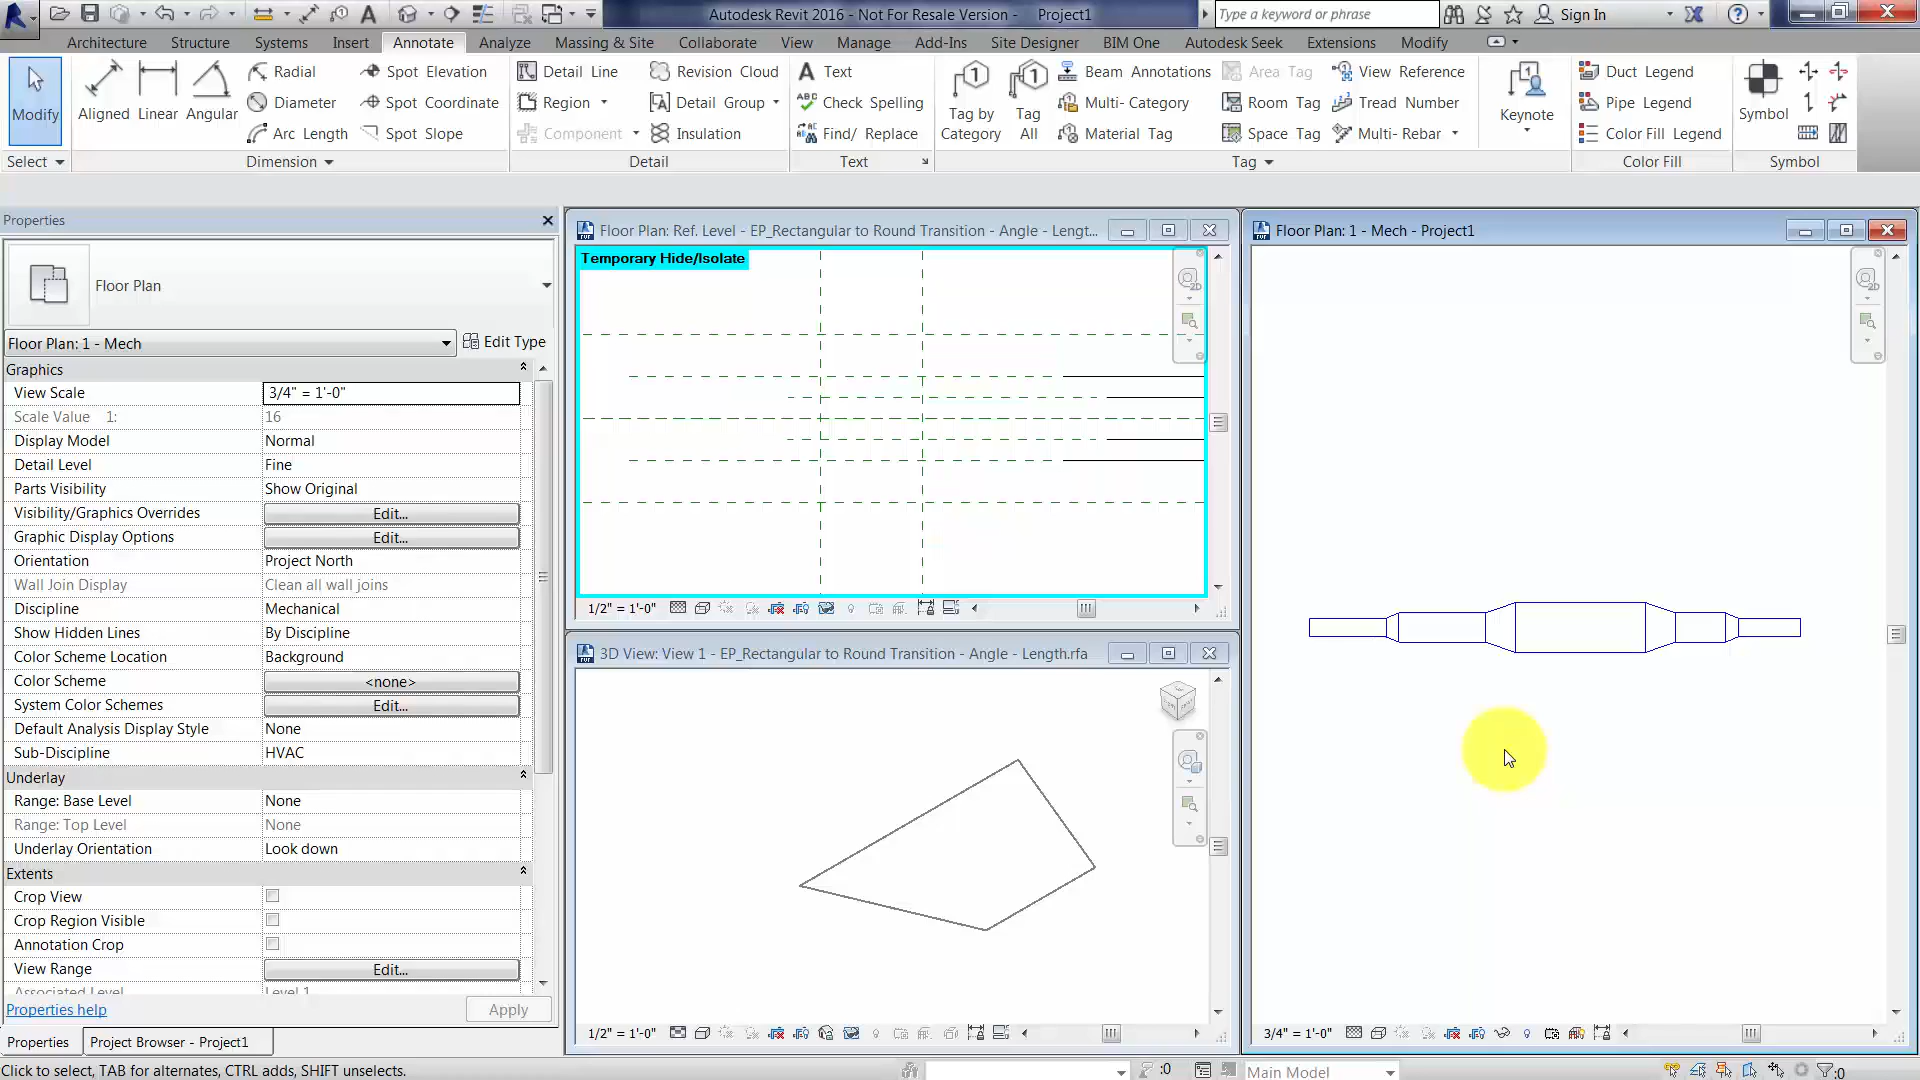 Autodesk Revit 2016 - Not For Resale Version - Project1
Type a keyword or phrase
Sign In
Architecture Structure Systems Insert Annotate Analyze Massing & Site Collaborate View Manage Add-Ins Site Designer BIM One Autodesk Seek Extensions Modify
Modify
Aligned
Linear
Angular
Radial
Diameter
Arc Length
Spot Elevation
Spot Coordinate
Spot Slope
Detail Line
Region
Component
Revision Cloud
Detail Group
Insulation
Text
Check Spelling
Find/ Replace
Tag by
Category
Tag
All
Beam Annotations
Multi- Category
Material Tag
Area Tag
Room Tag
Space Tag
View Reference
Tread Number
Multi- Rebar
Keynote
Duct Legend
Pipe Legend
Color Fill Legend
Symbol
Select Dimension Detail Text Tag Color Fill Symbol
Properties
Floor Plan
Floor Plan: 1 - Mech
Edit Type
Graphics
View Scale 3/4" = 1'-0"
Scale Value 1: 16
Display Model Normal
Detail Level Fine
Parts Visibility Show Original
Visibility/Graphics Overrides Edit...
Graphic Display Options Edit...
Orientation Project North
Wall Join Display Clean all wall joins
Discipline Mechanical
Show Hidden Lines By Discipline
Color Scheme Location Background
Color Scheme <none>
System Color Schemes Edit...
Default Analysis Display Style None
Sub-Discipline HVAC
Underlay
Range: Base Level None
Range: Top Level None
Underlay Orientation Look down
Extents
Crop View
Crop Region Visible
Annotation Crop
View Range Edit...
Associated Level Level 1
Properties help
Apply
Properties
Project Browser - Project1
Floor Plan: Ref. Level - EP_Rectangular to Round Transition - Angle - Lengt...
Temporary Hide/Isolate
2D
1/2" = 1'-0"
3D View: View 1 - EP_Rectangular to Round Transition - Angle - Length.rfa
1/2" = 1'-0"
Floor Plan: 1 - Mech - Project1
2D
3/4" = 1'-0"
Click to select, TAB for alternates, CTRL adds, SHIFT unselects.
:0
Main Model
:0